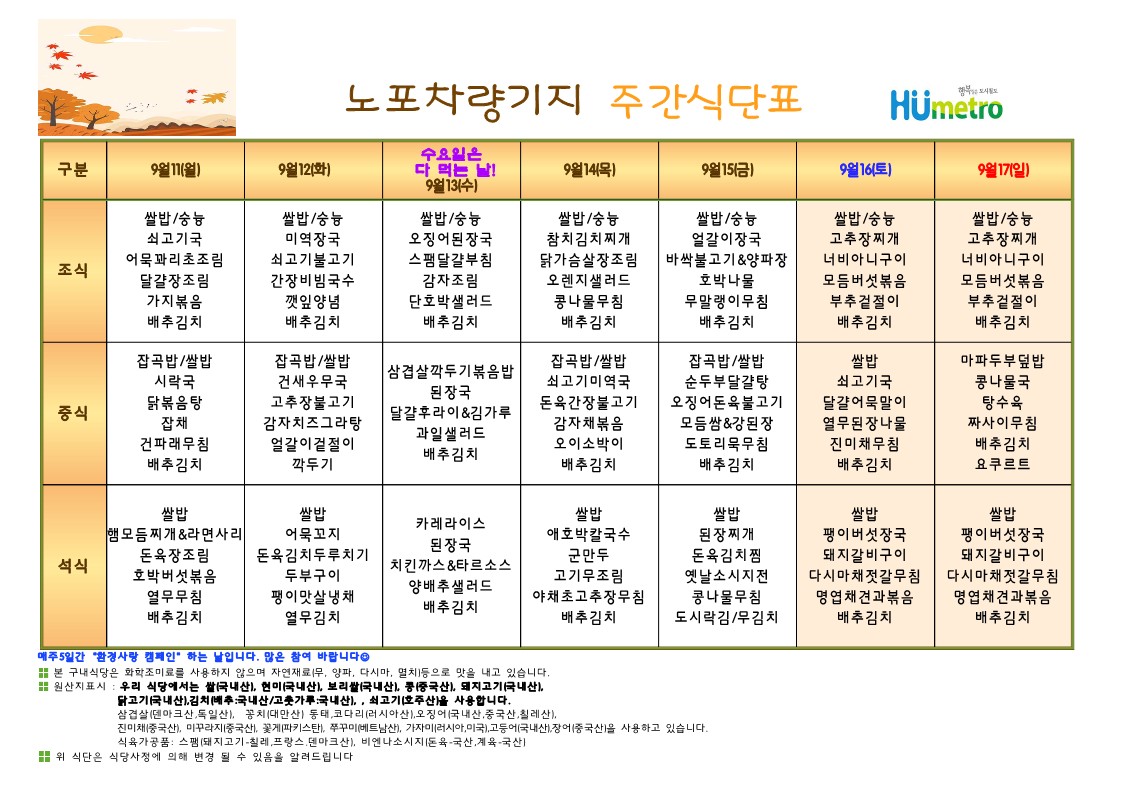 노포차량기지 주간식단표
행복을 주는 도시철도
Hümetro
구분 9월11(월) 9월12(화) 수요일은 다 먹는 날! 9월13(수) 9월14(목) 9월15(금) 9월16(토) 9월17(일)
조식
쌀밥/숭늉 쌀밥/숭늉 쌀밥/숭늉 쌀밥/숭늉 쌀밥/숭늉 쌀밥/숭늉 쌀밥/숭늉
쇠고기국 미역장국 오징어된장국 참치김치찌개 얼갈이장국 고추장찌개 고추장찌개
어묵꽈리초조림 쇠고기불고기 스팸달걀부침 닭가슴살장조림 바싹불고기&양파장 너비아니구이 너비아니구이
달걀장조림 간장비빔국수 감자조림 오렌지샐러드 호박나물 모듬버섯볶음 모듬버섯볶음
가지볶음 깻잎양념 단호박샐러드 콩나물무침 무말랭이무침 부추겉절이 부추겉절이
배추김치 배추김치 배추김치 배추김치 배추김치 배추김치 배추김치
중식
잡곡밥/쌀밥 잡곡밥/쌀밥 삼겹살깍두기볶음밥 잡곡밥/쌀밥 잡곡밥/쌀밥 쌀밥 마파두부덮밥
시락국 건새우무국 된장국 쇠고기미역국 순두부달걀탕 쇠고기국 콩나물국
닭볶음탕 고추장불고기 달걀후라이&김가루 돈육간장불고기 오징어돈육불고기 달걀어묵말이 탕수육
잡채 감자치즈그라탕 과일샐러드 감자채볶음 모듬쌈&강된장 열무된장나물 짜사이무침
건파래무침 얼갈이겉절이 배추김치 오이소박이 도토리묵무침 진미채무침 배추김치
배추김치 깍두기 배추김치 배추김치 배추김치 요쿠르트
석식
쌀밥 쌀밥 카레라이스 쌀밥 쌀밥 쌀밥 쌀밥
햄모듬찌개&라면사리 어묵꼬지 된장국 애호박칼국수 된장찌개 팽이버섯장국 팽이버섯장국
돈육장조림 돈육김치두루치기 치킨까스&타르소스 군만두 돈육김치찜 돼지갈비구이 돼지갈비구이
호박버섯볶음 두부구이 양배추샐러드 고기무조림 옛날소시지전 다시마채젓갈무침 다시마채젓갈무침
열무무침 팽이맛살냉채 배추김치 야채초고추장무침 콩나물무침 명엽채견과볶음 명엽채견과볶음
배추김치 열무김치 배추김치 도시락김/무김치 배추김치 배추김치
매주5일간 "환경사랑 캠페인" 하는 날입니다. 많은 참여 바랍니다☺
본 구내식당은 화학조미료를 사용하지 않으며 자연재료(무, 양파, 다시마, 멸치)등으로 맛을 내고 있습니다.
원산지표시 : 우리 식당에서는 쌀(국내산), 현미(국내산), 보리쌀(국내산), 콩(중국산), 돼지고기(국내산),
닭고기(국내산),김치(배추:국내산/고춧가루:국내산), , 쇠고기(호주산)을 사용합니다.
삼겹살(덴마크산,독일산), 꽁치(대만산) 동태,코다리(러시아산),오징어(국내산,중국산,칠레산),
진미채(중국산), 미꾸라지(중국산), 꽃게(파키스탄), 쭈꾸미(베트남산), 가자미(러시아,미국),고등어(국내산),장어(중국산)을 사용하고 있습니다.
식육가공품: 스팸(돼지고기-칠레,프랑스.덴마크산), 비엔나소시지(돈육-국산,계육-국산)
위 식단은 식당사정에 의해 변경 될 수 있음을 알려드립니다